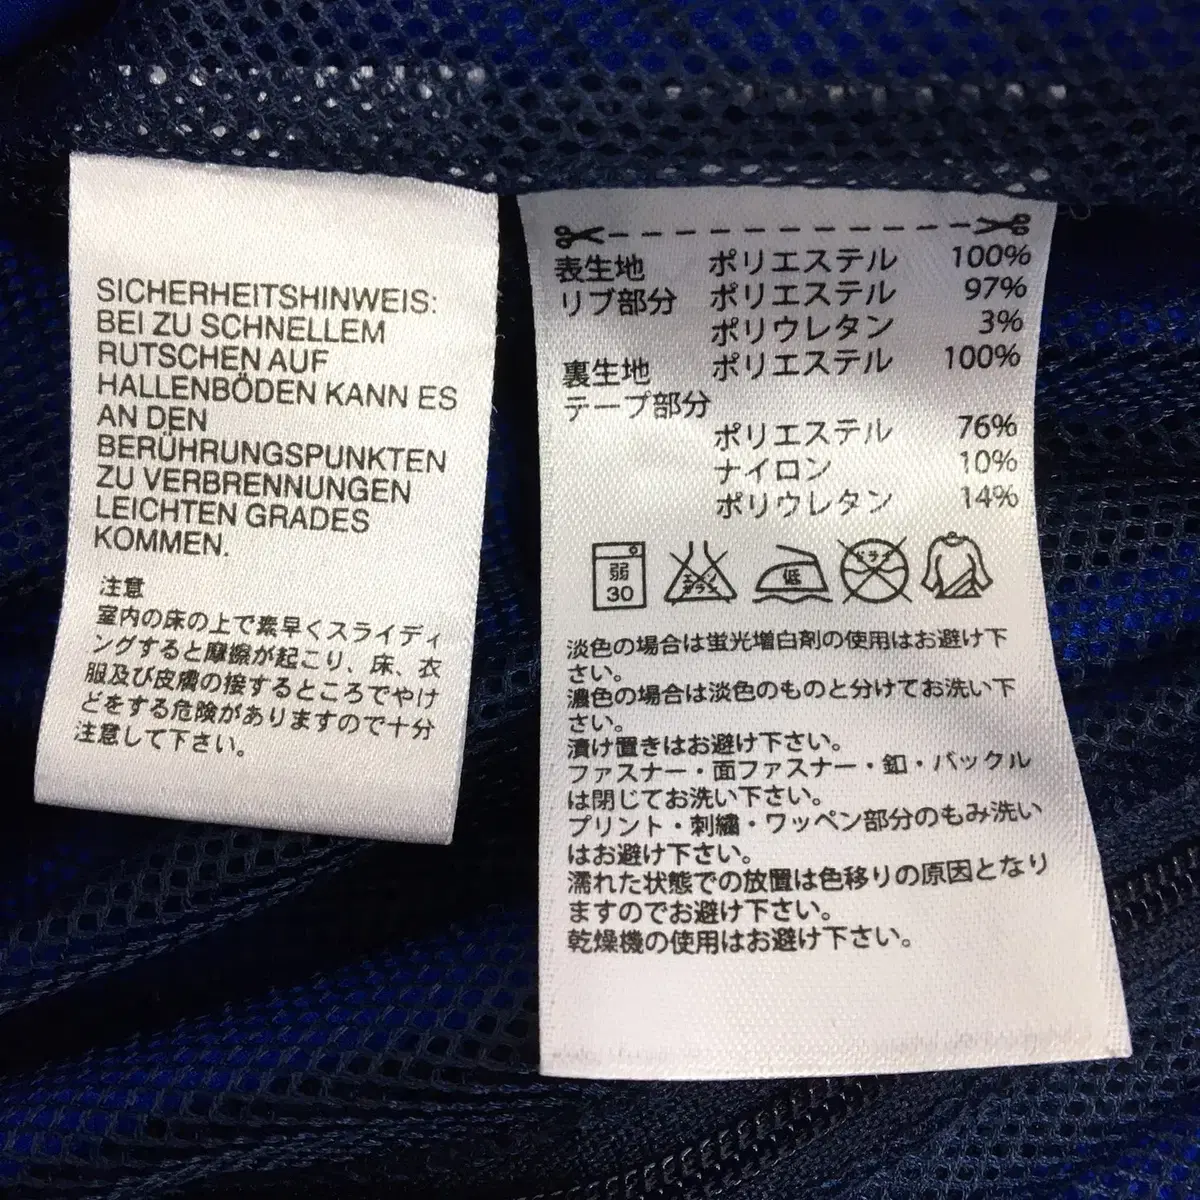 SICHERHEITSHINWEIS:
BEI ZU SCHNELLEM
RUTSCHEN AUF
HALLENBÖDEN KANN ES
AN DEN
BERÜHRUNGSPUNKTEN
ZU VERBRENNUNGEN
LEICHTEN GRADES
KOMMEN.
注意
室内の床の上で素早くスライディ
ングすると摩擦が起こり、床、衣
服及び皮膚の接するところでやけ
どをする危険がありますので十分
注意して下さい。
表生地 ポリエステル 100%
リブ部分 ポリエステル 97%
ポリウレタン 3%
裏生地 ポリエステル 100%
テープ部分
ポリエステル 76%
ナイロン 10%
ポリウレタン 14%
弱 30 エンソ サラシ 低 ドライ
淡色の場合は蛍光増白剤の使用はお避け下
さい。
濃色の場合は淡色のものと分けてお洗い下
さい。
漬け置きはお避け下さい。
ファスナー・面ファスナー・釦・バックル
は閉じてお洗い下さい。
プリント・刺繍・ワッペン部分のもみ洗い
はお避け下さい。
濡れた状態での放置は色移りの原因となり
ますのでお避け下さい。
乾燥機の使用はお避け下さい。